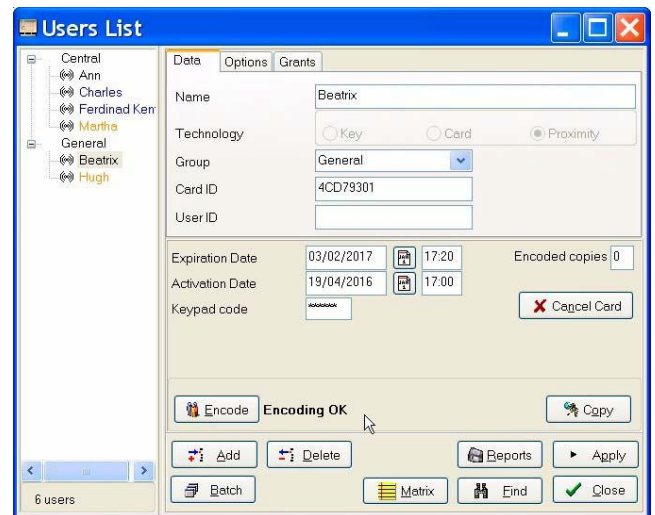 Users List
Central
Ann
Charles
Ferdinad Ken
Martha
General
Beatrix
Hugh
6 users
Data Options Grants
Name Beatrix
Technology Key Card Proximity
Group General
Card ID 4CD79301
User ID
Expiration Date 03/02/2017 17:20 Encoded copies 0
Activation Date 19/04/2016 17:00
Keypad code ******
Cancel Card
Encode Encoding OK Copy
Add Delete Reports Apply
Batch Matrix Find Close